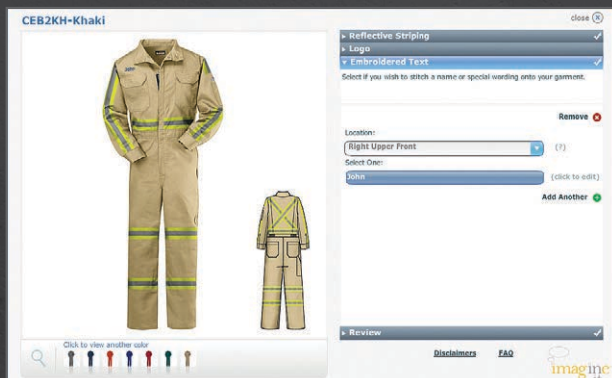 CEB2KH-Khaki
close
Reflective Striping
Logo
Embroidered Text
Select if you wish to stitch a name or special wording onto your garment.
Remove
Location:
Right Upper Front
(?)
Select One:
John
(click to edit)
Add Another
Review
Click to view another color
Disclaimers
FAQ
imaginc